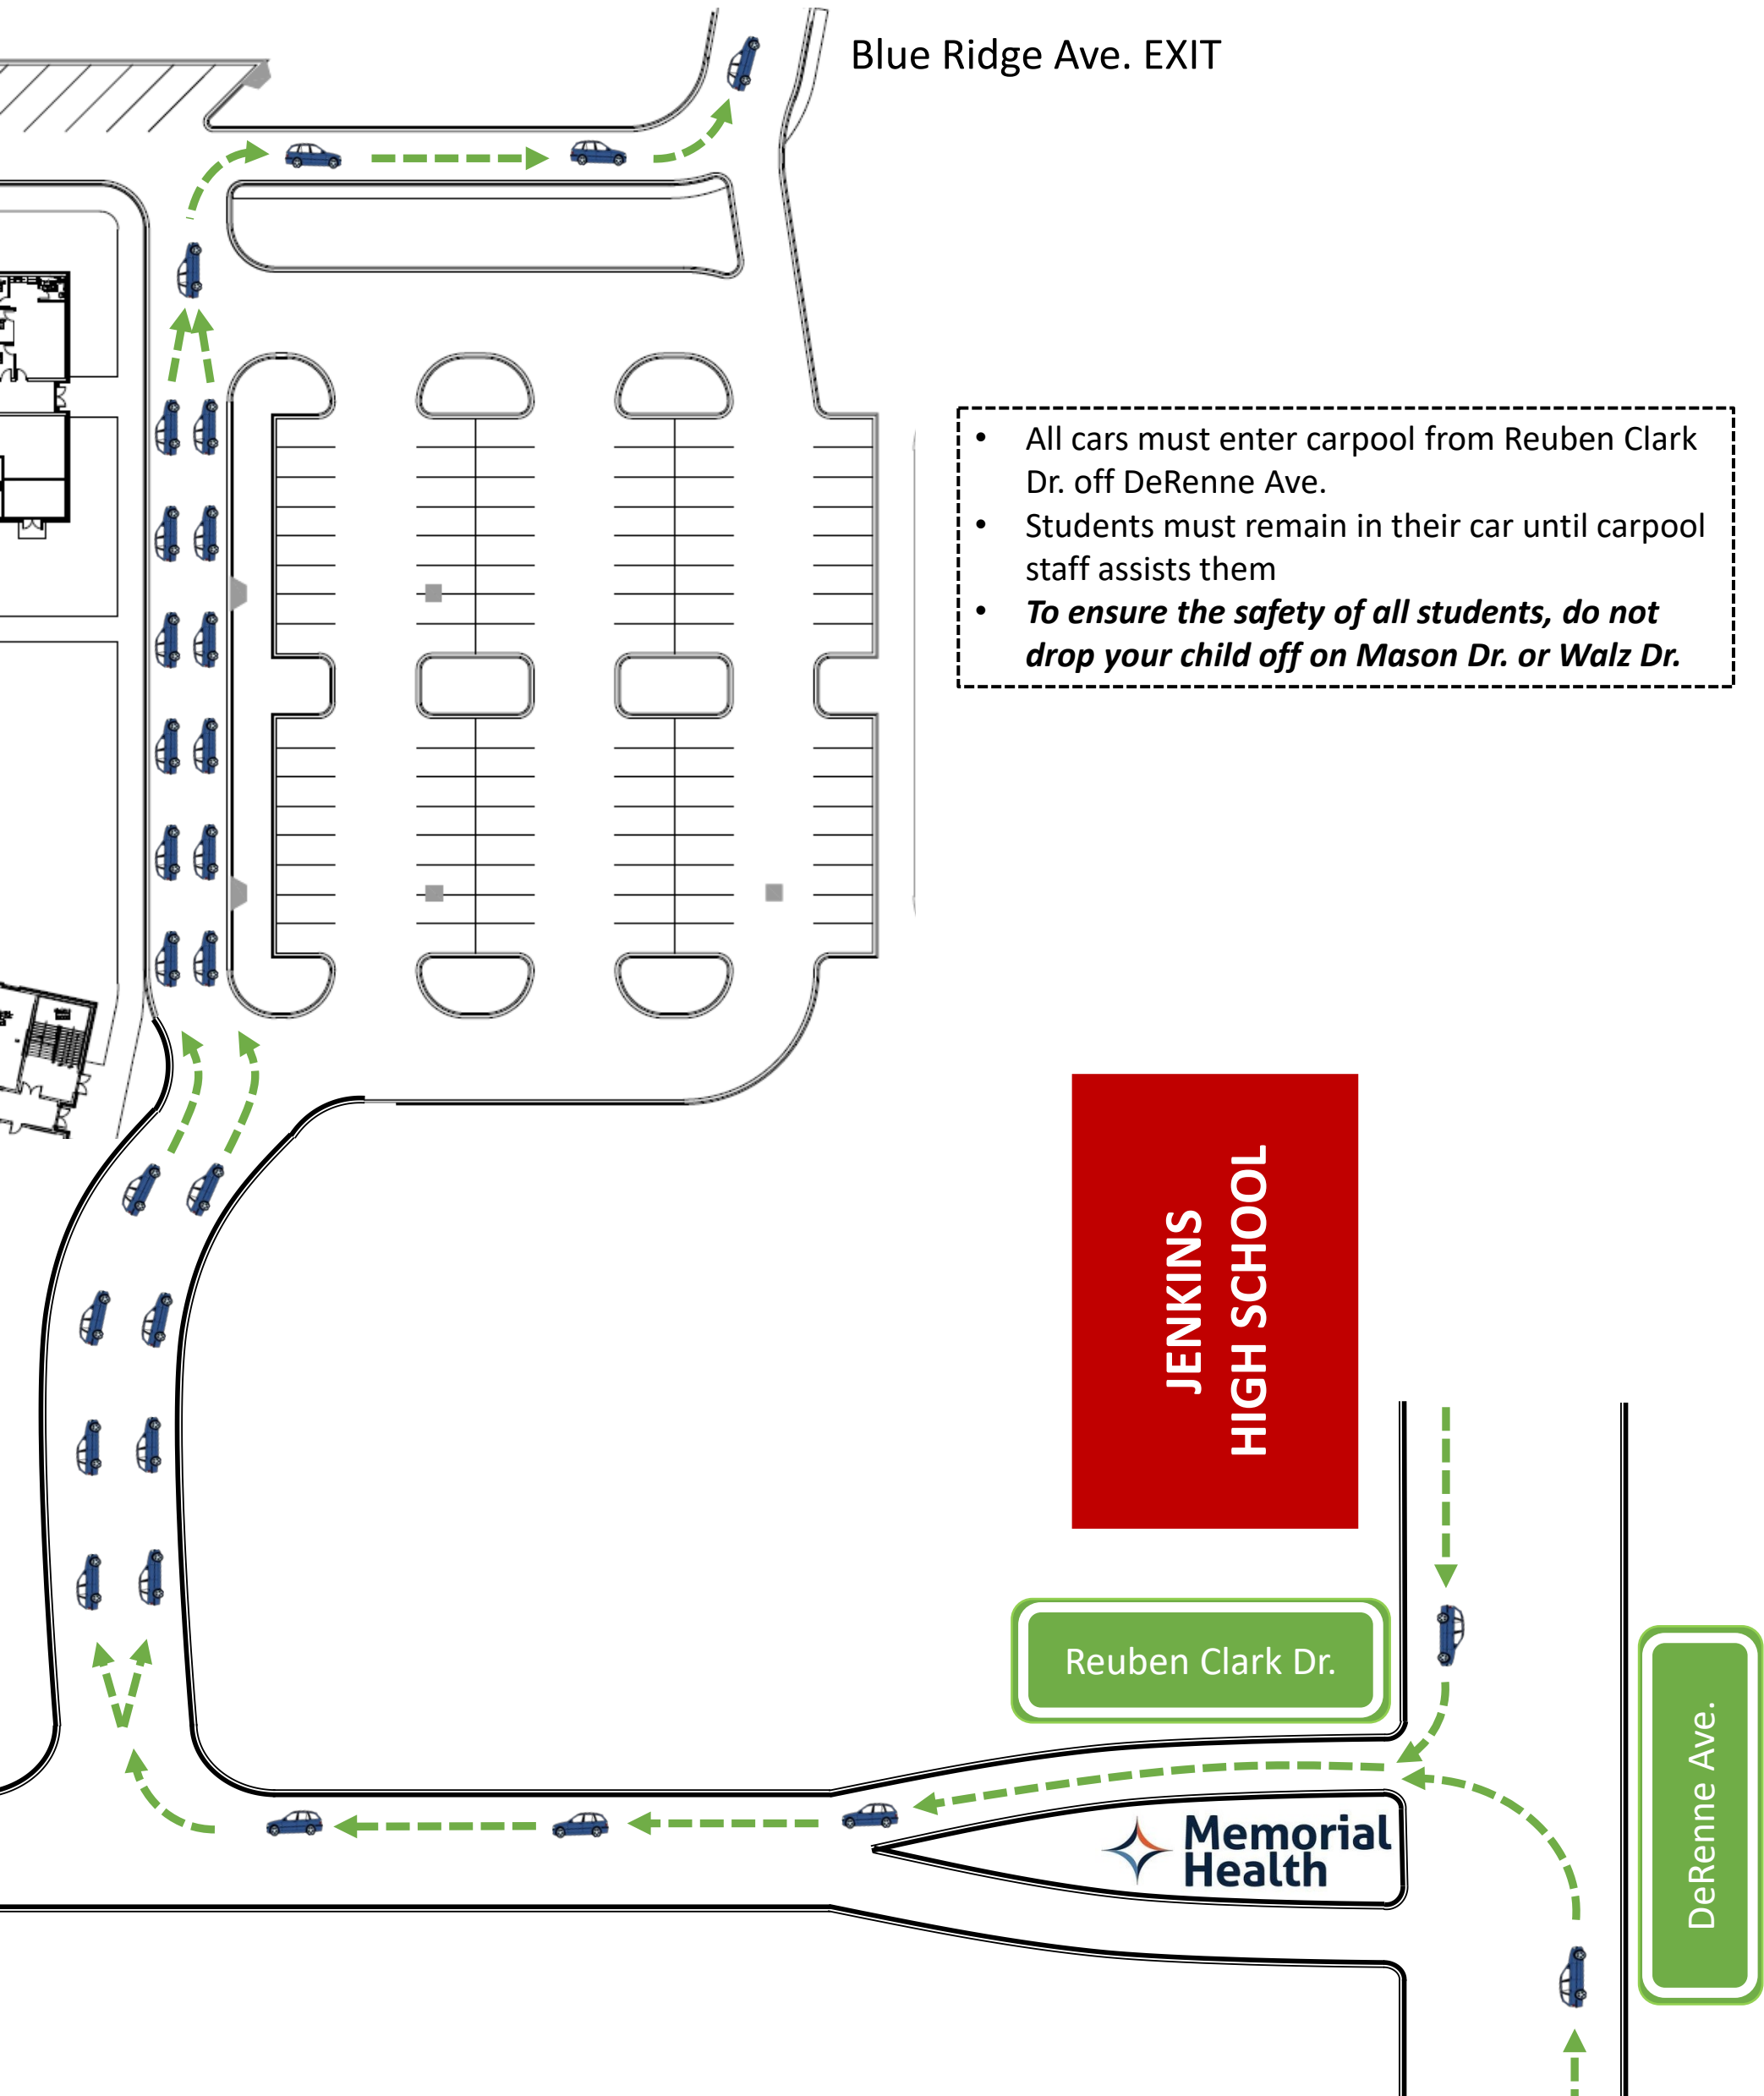 Blue Ridge Ave. EXIT
• All cars must enter carpool from Reuben Clark
Dr. off DeRenne Ave.
• Students must remain in their car until carpool
staff assists them
• To ensure the safety of all students, do not
drop your child off on Mason Dr. or Walz Dr.
JENKINS
HIGH SCHOOL
Reuben Clark Dr.
DeRenne Ave.
Memorial
Health